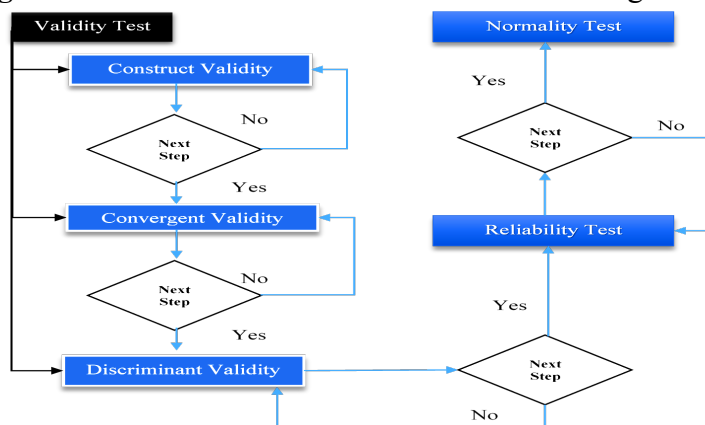 Validity Test
Construct Validity
No
Next
Step
Yes
Convergent Validity
No
Next
Step
Yes
Discriminant Validity
Normality Test
Yes
Next
Step
No
Reliability Test
Yes
Next
Step
No